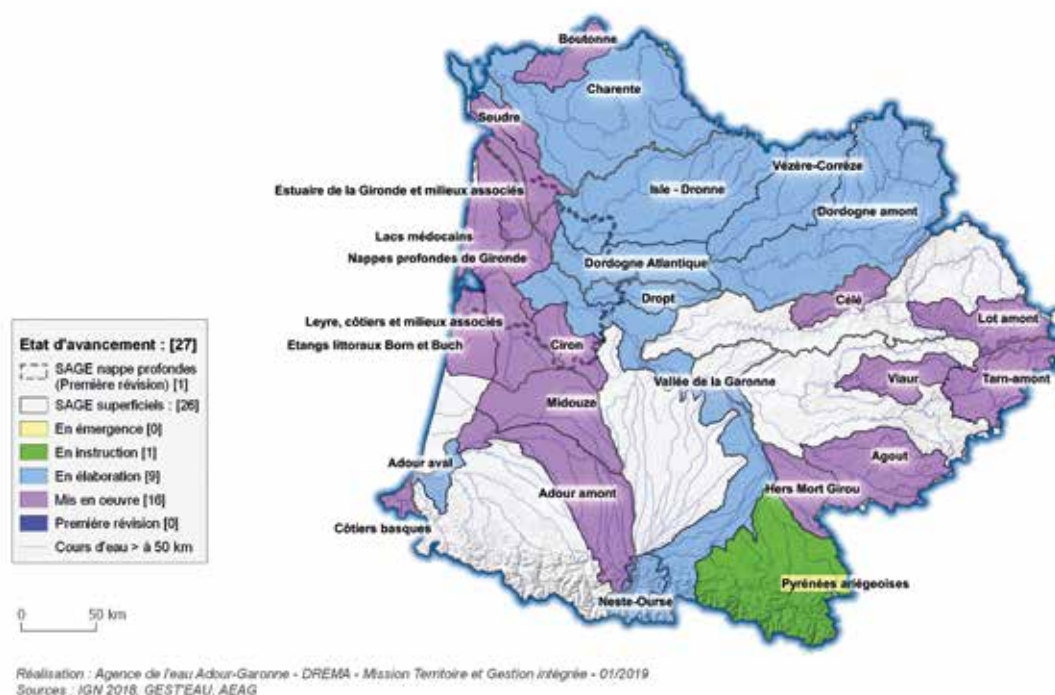 Boutonne
Charente
Seudre
Vézère-Corrèze
Estuaire de la Gironde et milieux associés
Isle - Dronne
Dordogne amont
Lacs médocains
Nappes profondes de Gironde
Dordogne Atlantique
Dropt
Célé
Lot amont
Leyre, côtiers et milieux associés
Etangs littoraux Born et Buch
Ciron
Vallée de la Garonne
Viaur
Tarn-amont
Midouze
Agout
Adour aval
Adour amont
Hers Mort Girou
Côtiers basques
Pyrénées ariégeoises
Neste-Ourse
Etat d'avancement : [27]
SAGE nappe profondes
(Première révision) [1]
SAGE superficiels : [26]
En émergence [0]
En instruction [1]
En élaboration [9]
Mis en oeuvre [16]
Première révision [0]
Cours d'eau > à 50 km
0 50 km
Réalisation : Agence de l'eau Adour-Garonne - DREMA - Mission Territoire et Gestion intégrée - 01/2019
Sources : IGN 2018, GEST'EAU, AEAG